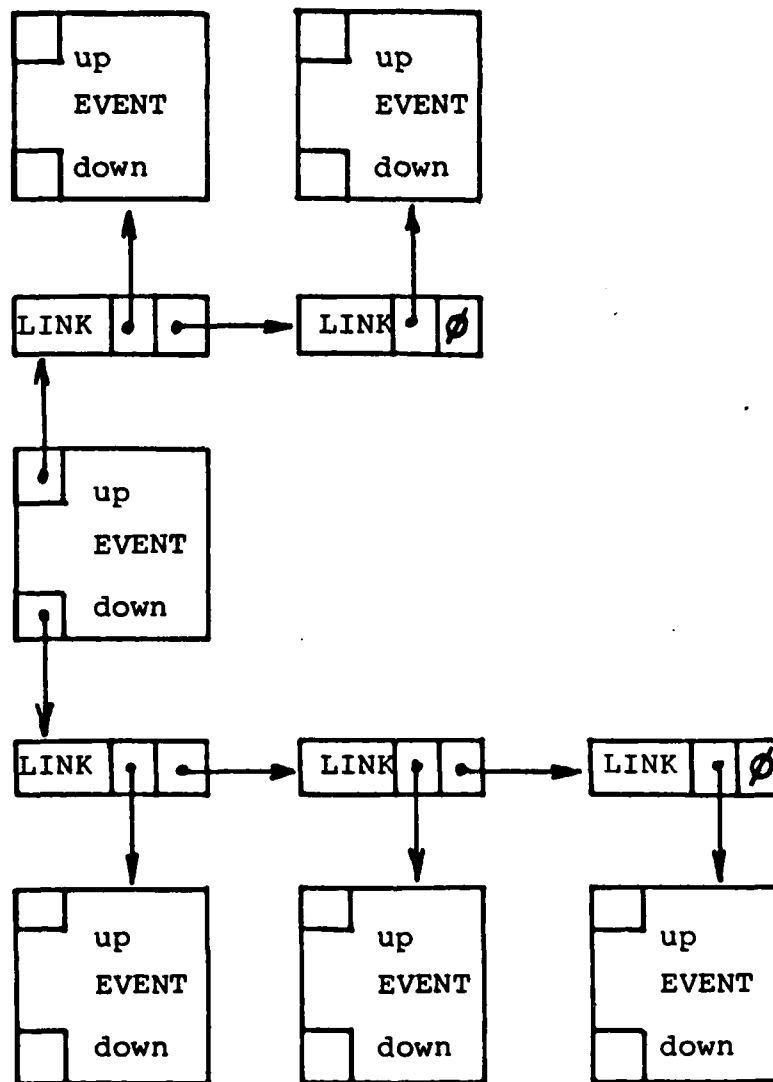 up up
EVENT EVENT
down down
LINK LINK ∅
up
EVENT
down
LINK LINK LINK ∅
up up up
EVENT EVENT EVENT
down down down